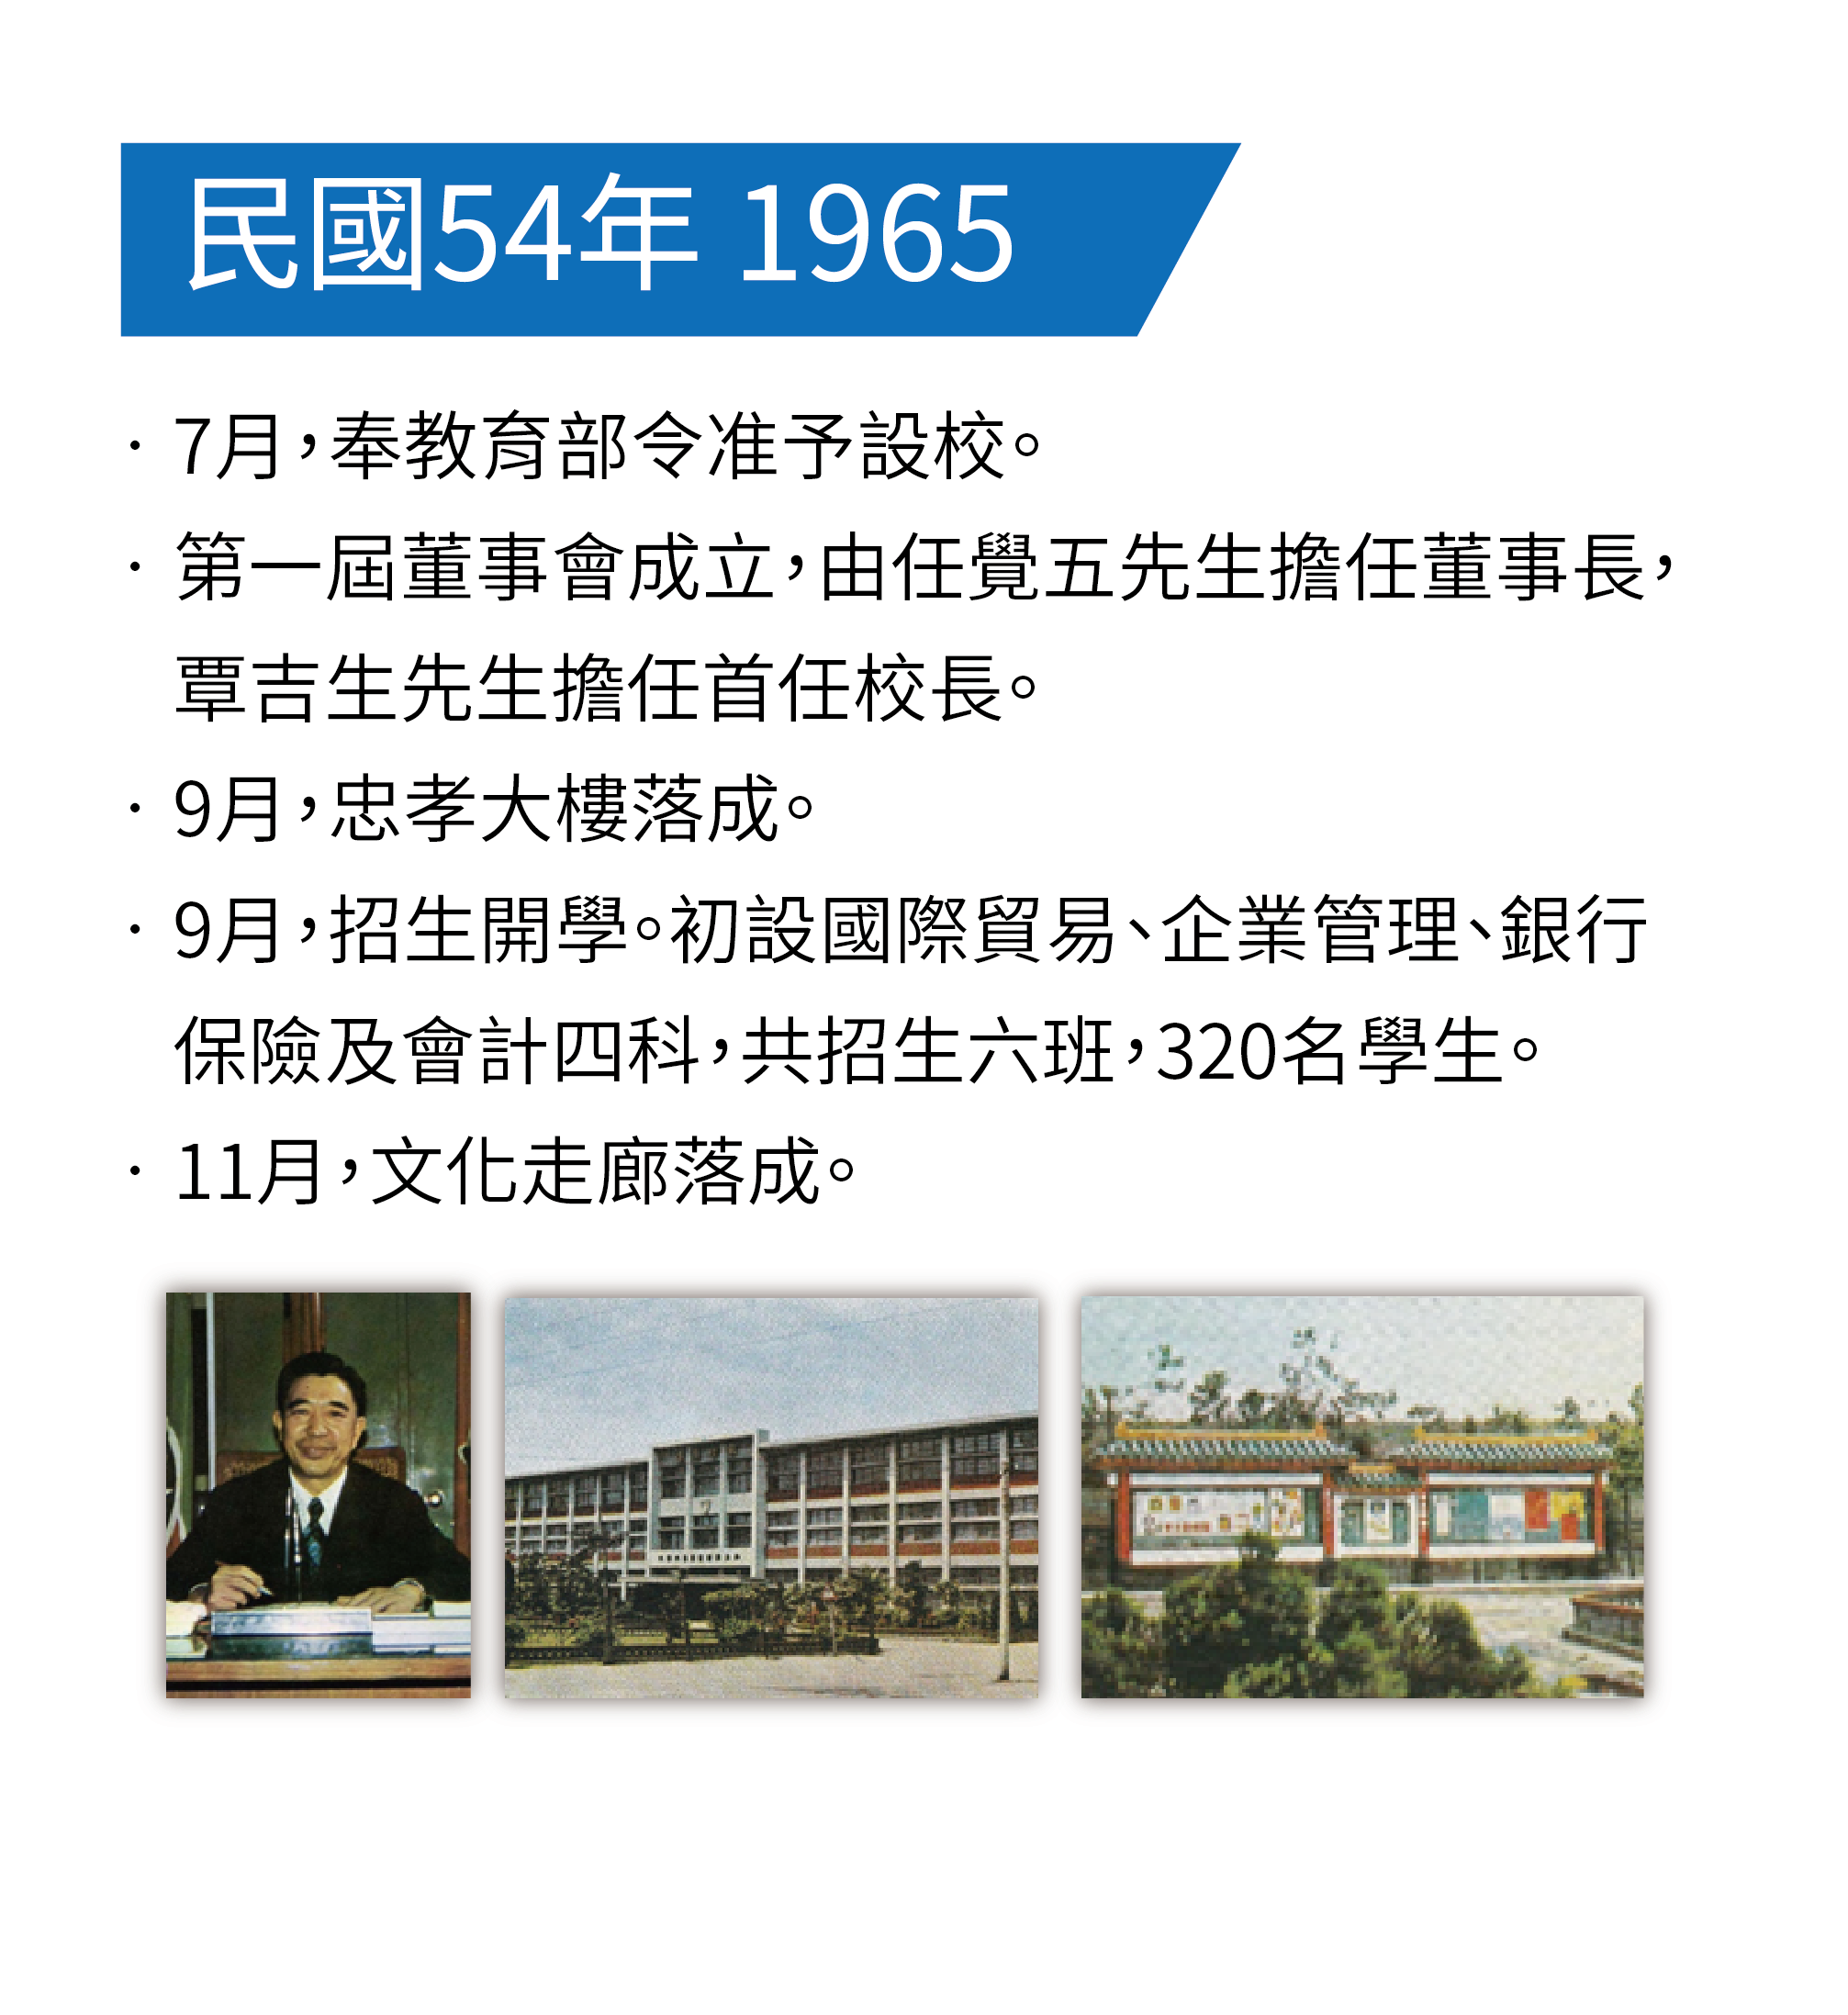 民國54年 1965
· 7月，奉教育部令准予設校。
· 第一屆董事會成立，由任覺五先生擔任董事長，
覃吉生先生擔任首任校長。
· 9月，忠孝大樓落成。
· 9月，招生開學。初設國際貿易、企業管理、銀行
保險及會計四科，共招生六班，320名學生。
· 11月，文化走廊落成。